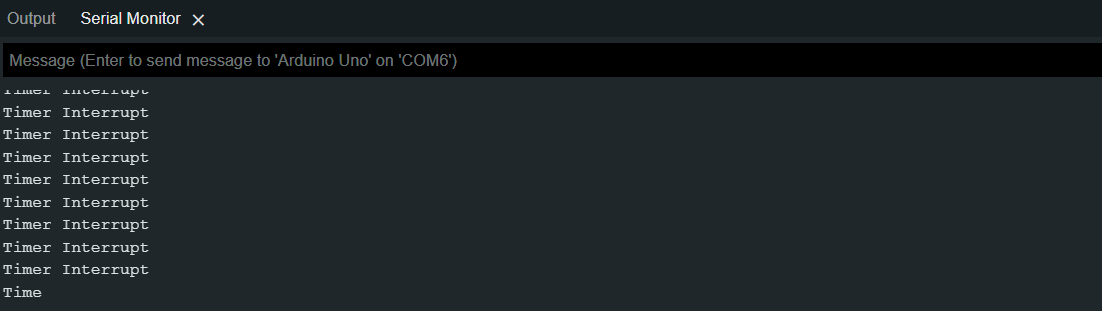 Output Serial Monitor
Message (Enter to send message to 'Arduino Uno' on 'COM6')
Timer Interrupt
Timer Interrupt
Timer Interrupt
Timer Interrupt
Timer Interrupt
Timer Interrupt
Timer Interrupt
Timer Interrupt
Timer Interrupt
Time